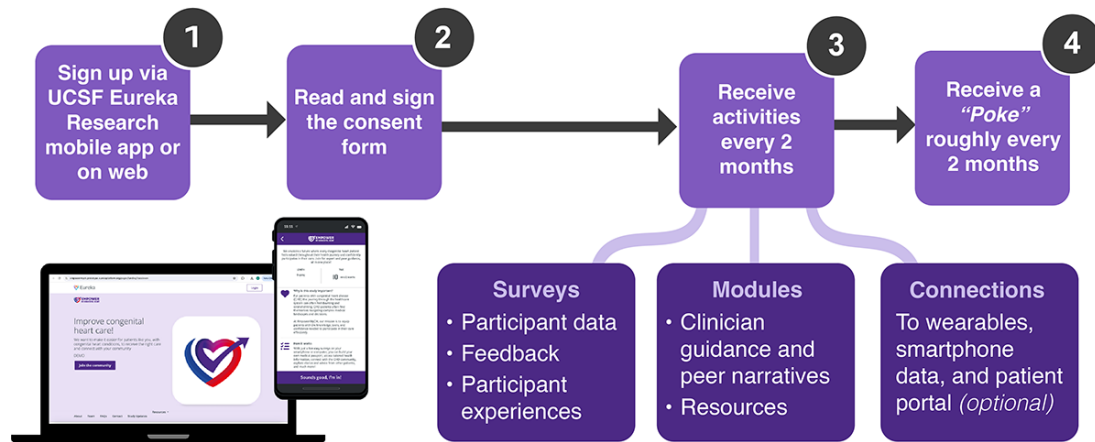 1
Sign up via
UCSF Eureka
Research
mobile app or
on web
2
Read and sign
the consent
form
3
Receive
activities
every 2
months
4
Receive a
“Poke”
roughly every
2 months
Surveys
• Participant data
• Feedback
• Participant
experiences
Modules
• Clinician
guidance and
peer narratives
• Resources
Connections
To wearables,
smartphone
data, and patient
portal (optional)
Eureka
Login
EMPOWER
Improve congenital
heart care!
Join the community
EMPOWER
Sounds good, I'm in!